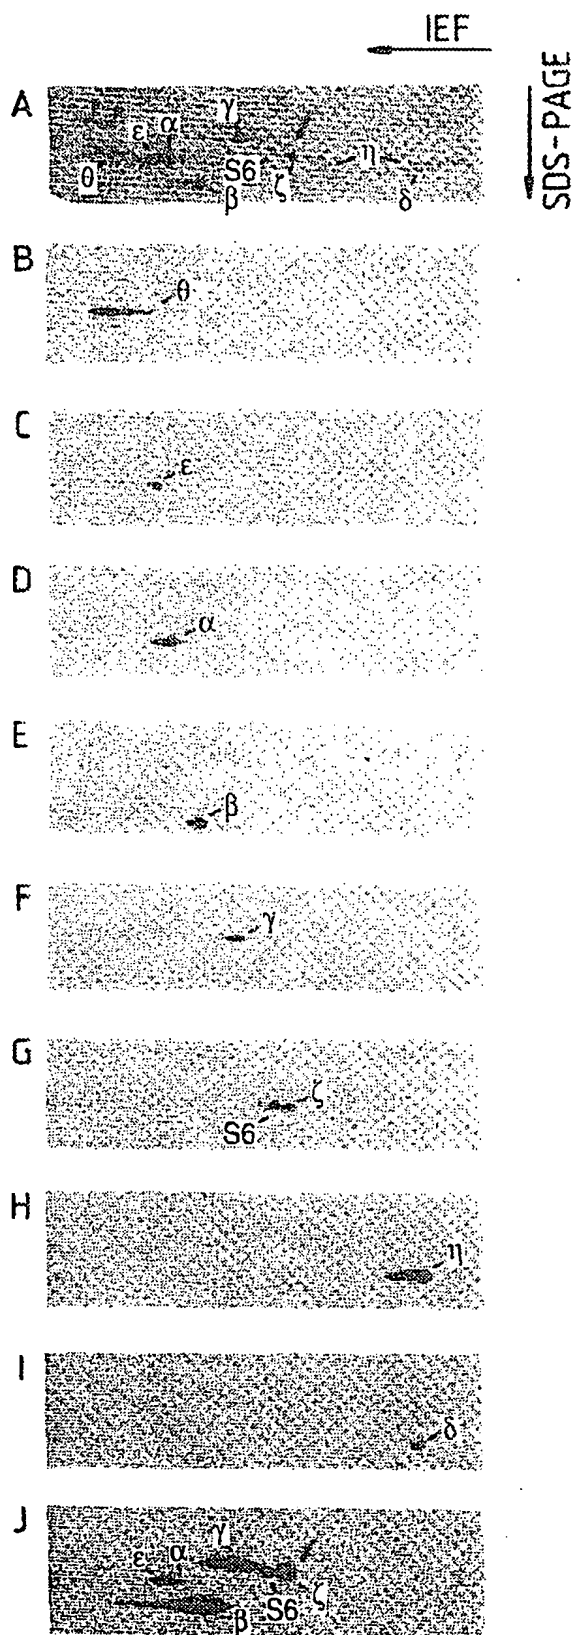 IEF
SDS-PAGE
A
γ
ε α
θ S6 ζ η
β δ
B
θ
C
ε
D
α
E
β
F
γ
G
ζ
S6
H
η
I
δ
J
γ
ε α
β S6 ζ